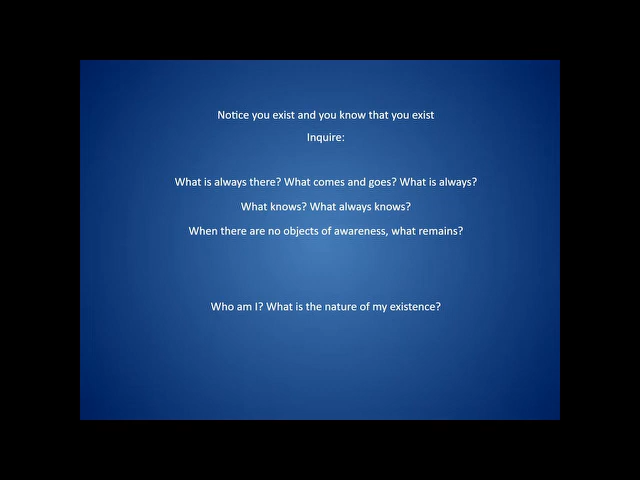 Notice you exist and you know that you exist
Inquire:
What is always there? What comes and goes? What is always?
What knows? What always knows?
When there are no objects of awareness, what remains?
Who am I? What is the nature of my existence?